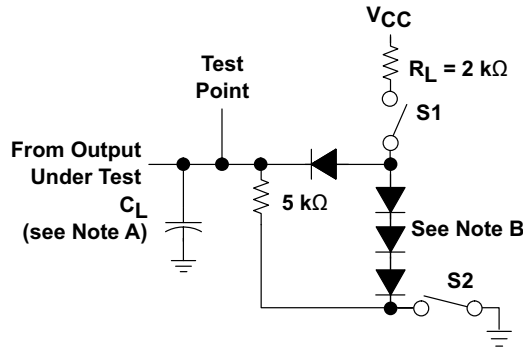 VCC
RL = 2 kΩ
S1
Test
Point
From Output
Under Test
CL
(see Note A)
5 kΩ
See Note B
S2